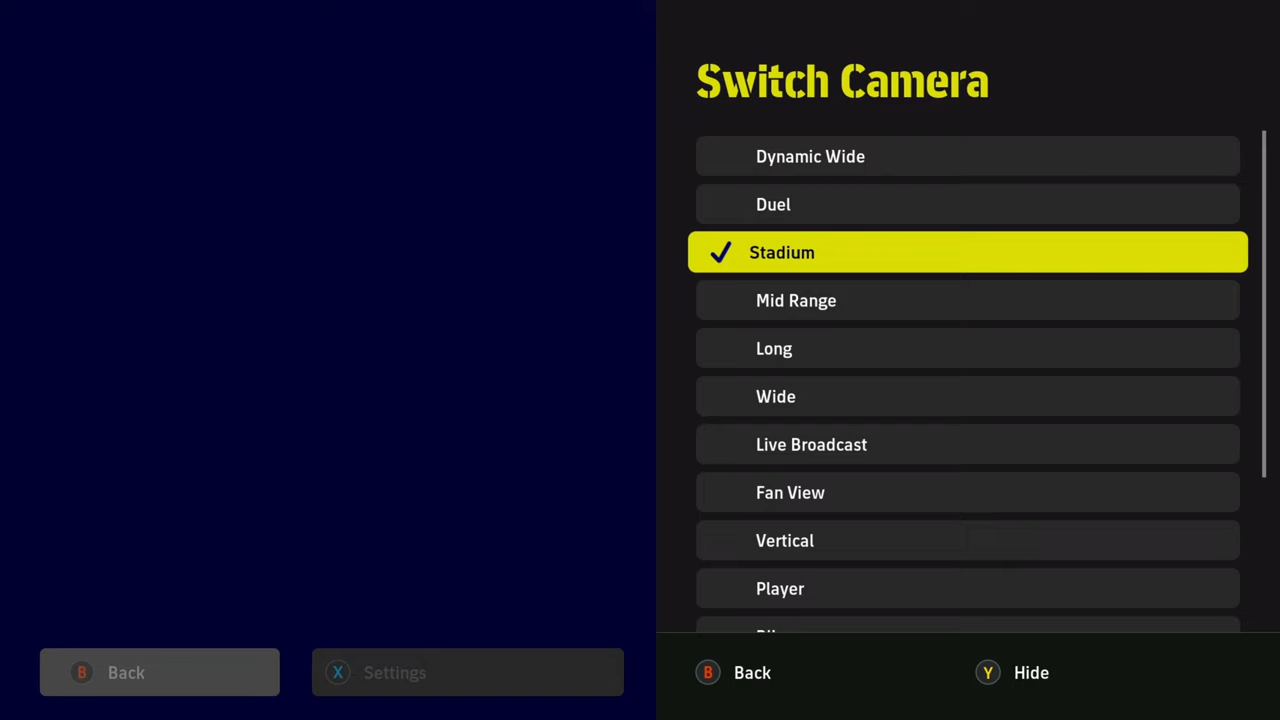 Switch Camera
Dynamic Wide
Duel
Stadium
Mid Range
Long
Wide
Live Broadcast
Fan View
Vertical
Player
B Back
X Settings
B Back
Y Hide